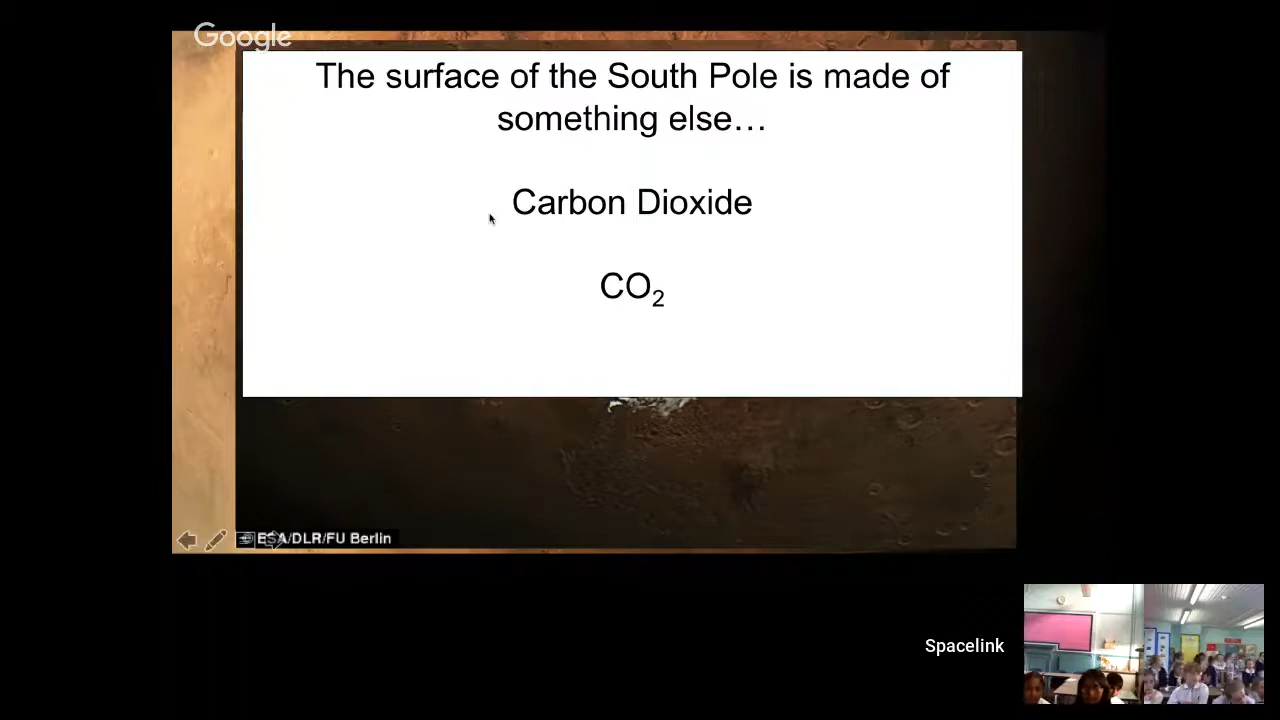 Google
The surface of the South Pole is made of
something else…
Carbon Dioxide
CO₂
ESA/DLR/FU Berlin
Spacelink